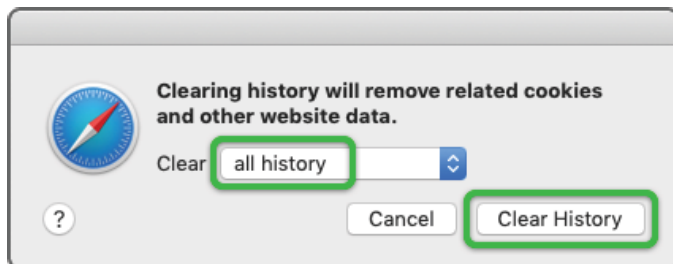 Clearing history will remove related cookies
and other website data.
Clear all history
? Cancel Clear History